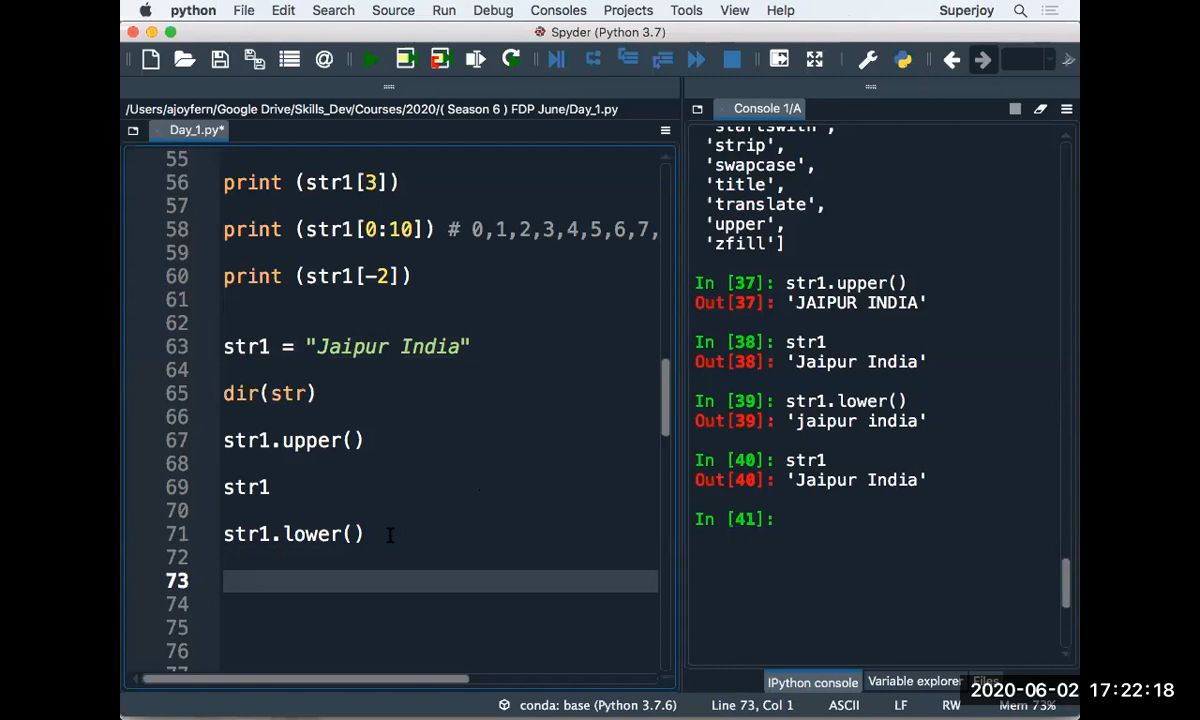 python File Edit Search Source Run Debug Consoles Projects Tools View Help Superjoy
Spyder (Python 3.7)
/Users/ajoyfern/Google Drive/Skills_Dev/Courses/2020/( Season 6 ) FDP June/Day_1.py
Day_1.py*
55
56 print (str1[3])
57
58 print (str1[0:10]) # 0,1,2,3,4,5,6,7,
59
60 print (str1[-2])
61
62
63 str1 = "Jaipur India"
64
65 dir(str)
66
67 str1.upper()
68
69 str1
70
71 str1.lower()
72
73
74
75
76
Console 1/A
'startswith',
'strip',
'swapcase',
'title',
'translate',
'upper',
'zfill']
In [37]: str1.upper()
Out[37]: 'JAIPUR INDIA'
In [38]: str1
Out[38]: 'Jaipur India'
In [39]: str1.lower()
Out[39]: 'jaipur india'
In [40]: str1
Out[40]: 'Jaipur India'
In [41]:
IPython console Variable explorer Files
2020-06-02 17:22:18
conda: base (Python 3.7.6) Line 73, Col 1 ASCII LF RW Mem 73%